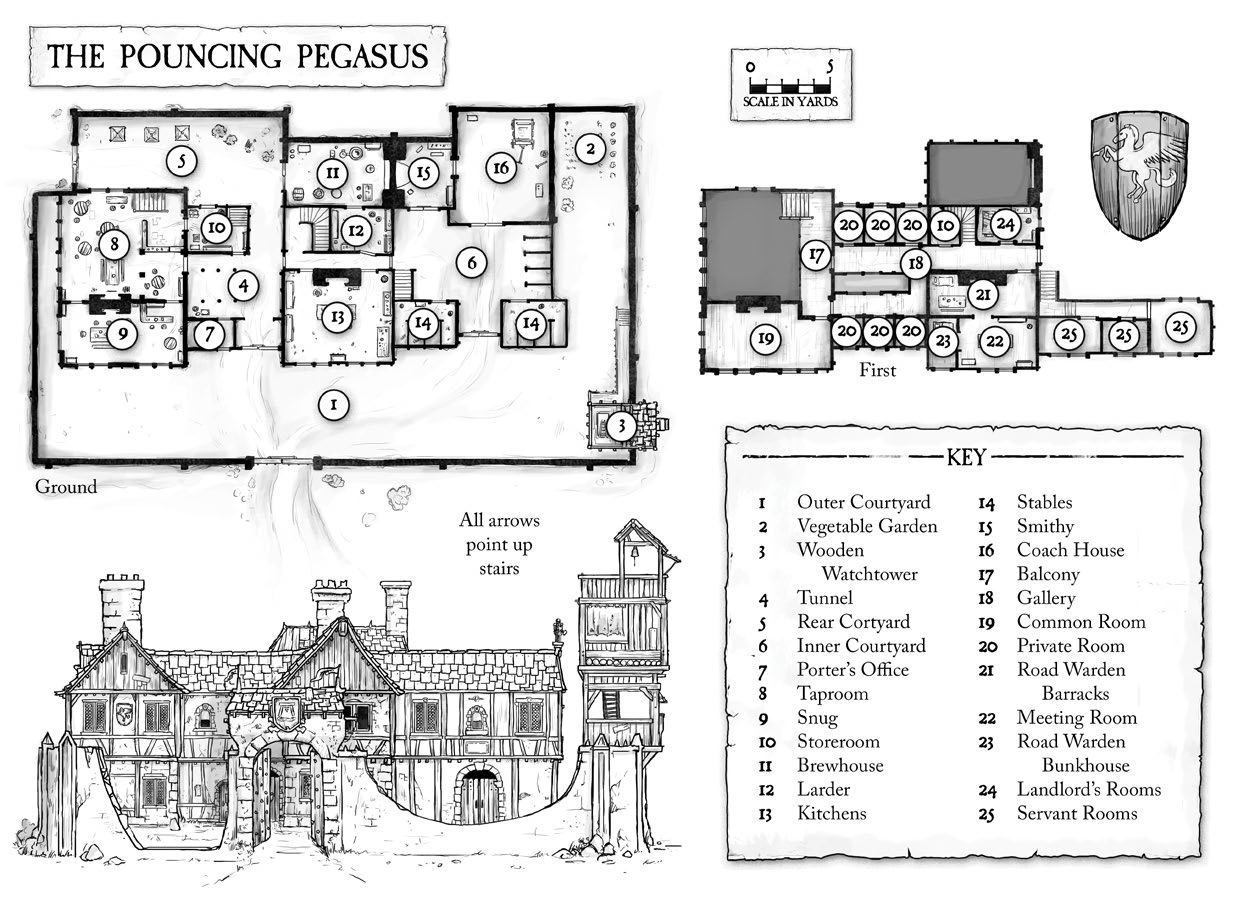 THE POUNCING PEGASUS
0 5
SCALE IN YARDS
5
11
15
16
2
8
10
12
6
4
9
7
13
14
14
1
3
Ground
20
20
20
10
24
17
18
21
19
20
20
20
23
22
25
25
25
First
All arrows
point up
stairs
KEY
1 Outer Courtyard
2 Vegetable Garden
3 Wooden
Watchtower
4 Tunnel
5 Rear Cortyard
6 Inner Courtyard
7 Porter's Office
8 Taproom
9 Snug
10 Storeroom
11 Brewhouse
12 Larder
13 Kitchens
14 Stables
15 Smithy
16 Coach House
17 Balcony
18 Gallery
19 Common Room
20 Private Room
21 Road Warden
Barracks
22 Meeting Room
23 Road Warden
Bunkhouse
24 Landlord's Rooms
25 Servant Rooms